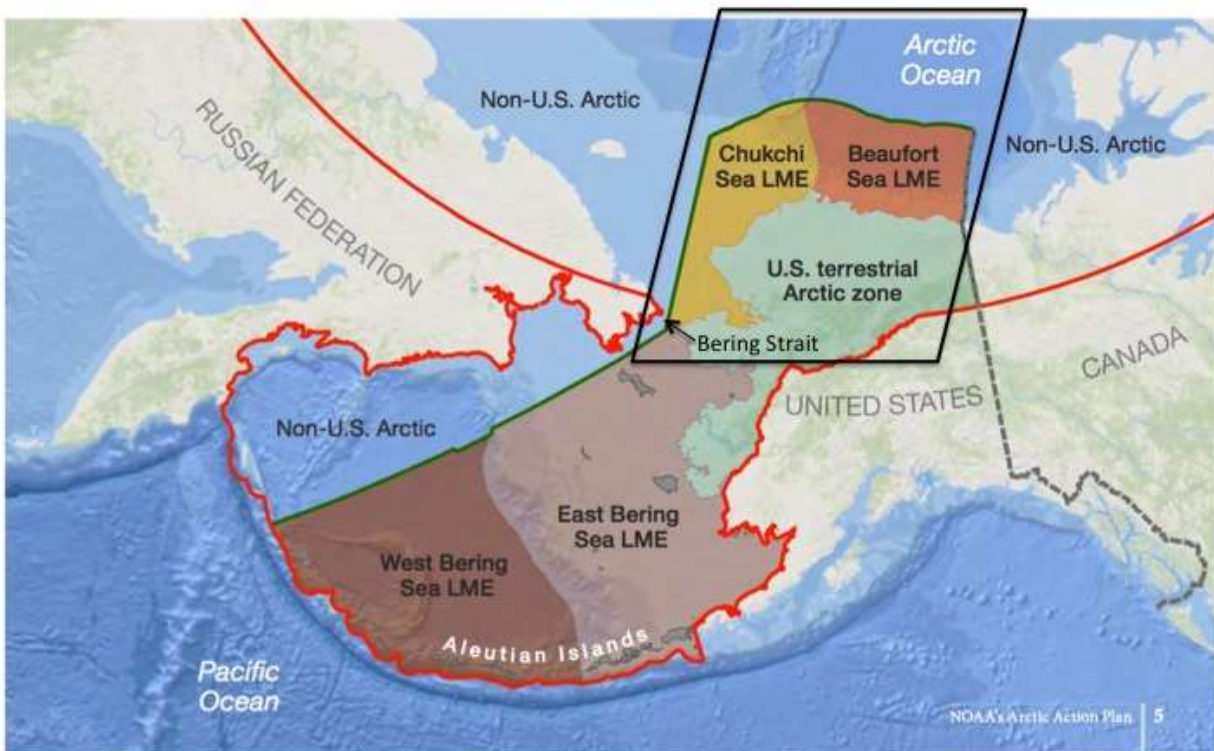 Arctic
Ocean
Non-U.S. Arctic
RUSSIAN FEDERATION
Chukchi
Sea LME
Beaufort
Sea LME
Non-U.S. Arctic
U.S. terrestrial
Arctic zone
Bering Strait
CANADA
UNITED STATES
Non-U.S. Arctic
East Bering
Sea LME
West Bering
Sea LME
Aleutian Islands
Pacific
Ocean
NOAA's Arctic Action Plan | 5